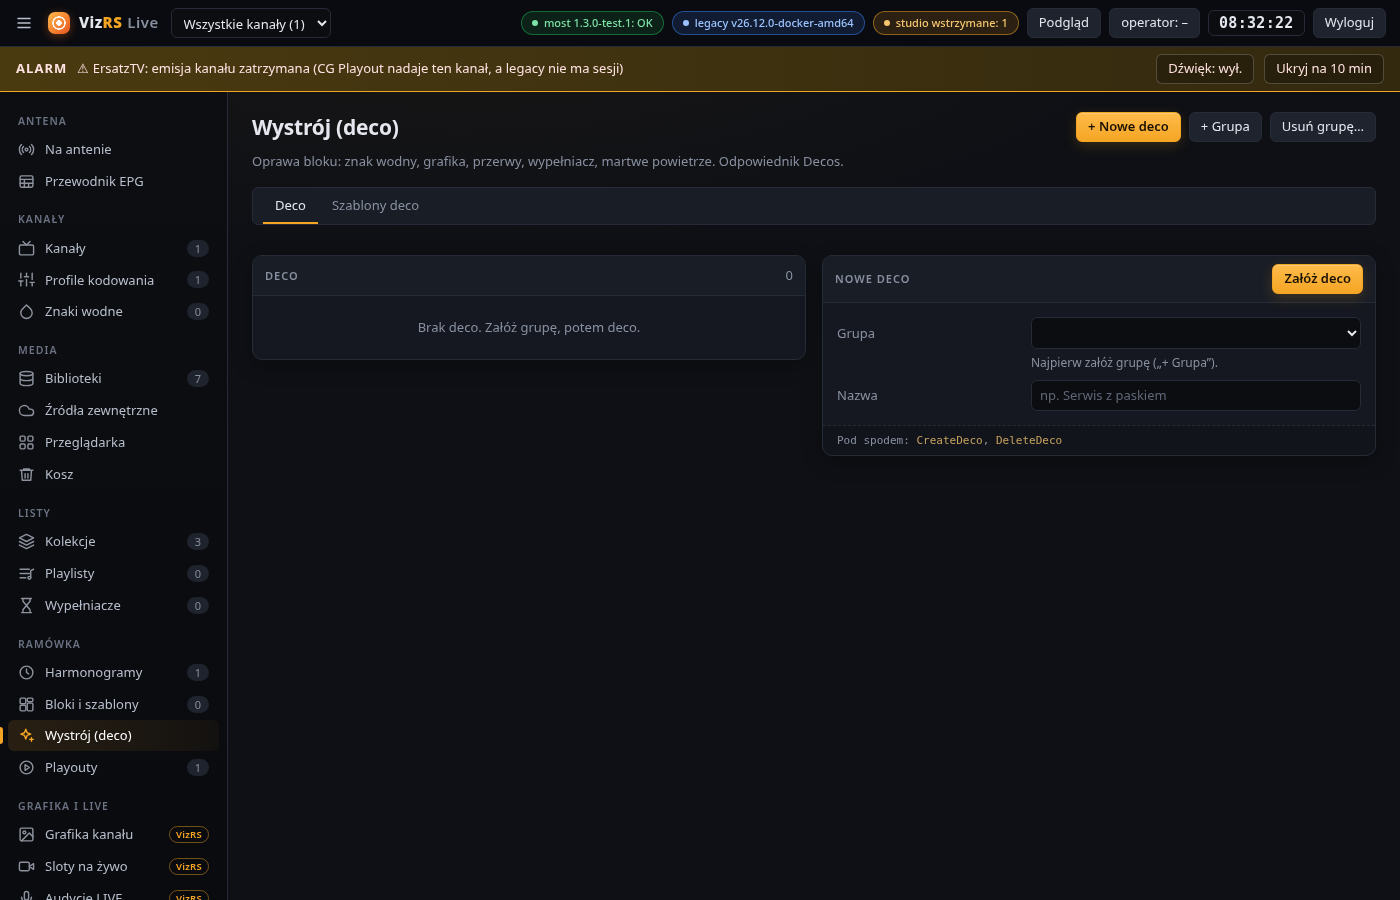 VizRS Live
Wszystkie kanały (1)
most 1.3.0-test.1: OK
legacy v26.12.0-docker-amd64
studio wstrzymane: 1
Podgląd
operator: –
08:32:22
Wyloguj
ALARM ⚠ ErsatzTV: emisja kanału zatrzymana (CG Playout nadaje ten kanał, a legacy nie ma sesji)
Dźwięk: wył.
Ukryj na 10 min
ANTENA
Na antenie
Przewodnik EPG
KANAŁY
Kanały 1
Profile kodowania 1
Znaki wodne 0
MEDIA
Biblioteki 7
Źródła zewnętrzne
Przeglądarka
Kosz
LISTY
Kolekcje 3
Playlisty 0
Wypełniacze 0
RAMÓWKA
Harmonogramy 1
Bloki i szablony 0
Wystrój (deco)
Playouty 1
GRAFIKA I LIVE
Grafika kanału VizRS
Sloty na żywo VizRS
Audycje LIVE VizRS
Wystrój (deco)
+ Nowe deco
+ Grupa
Usuń grupę...
Oprawa bloku: znak wodny, grafika, przerwy, wypełniacz, martwe powietrze. Odpowiednik Decos.
Deco
Szablony deco
DECO 0
Brak deco. Załóż grupę, potem deco.
NOWE DECO
Załóż deco
Grupa
Najpierw załóż grupę („+ Grupa”).
Nazwa
np. Serwis z paskiem
Pod spodem: CreateDeco, DeleteDeco